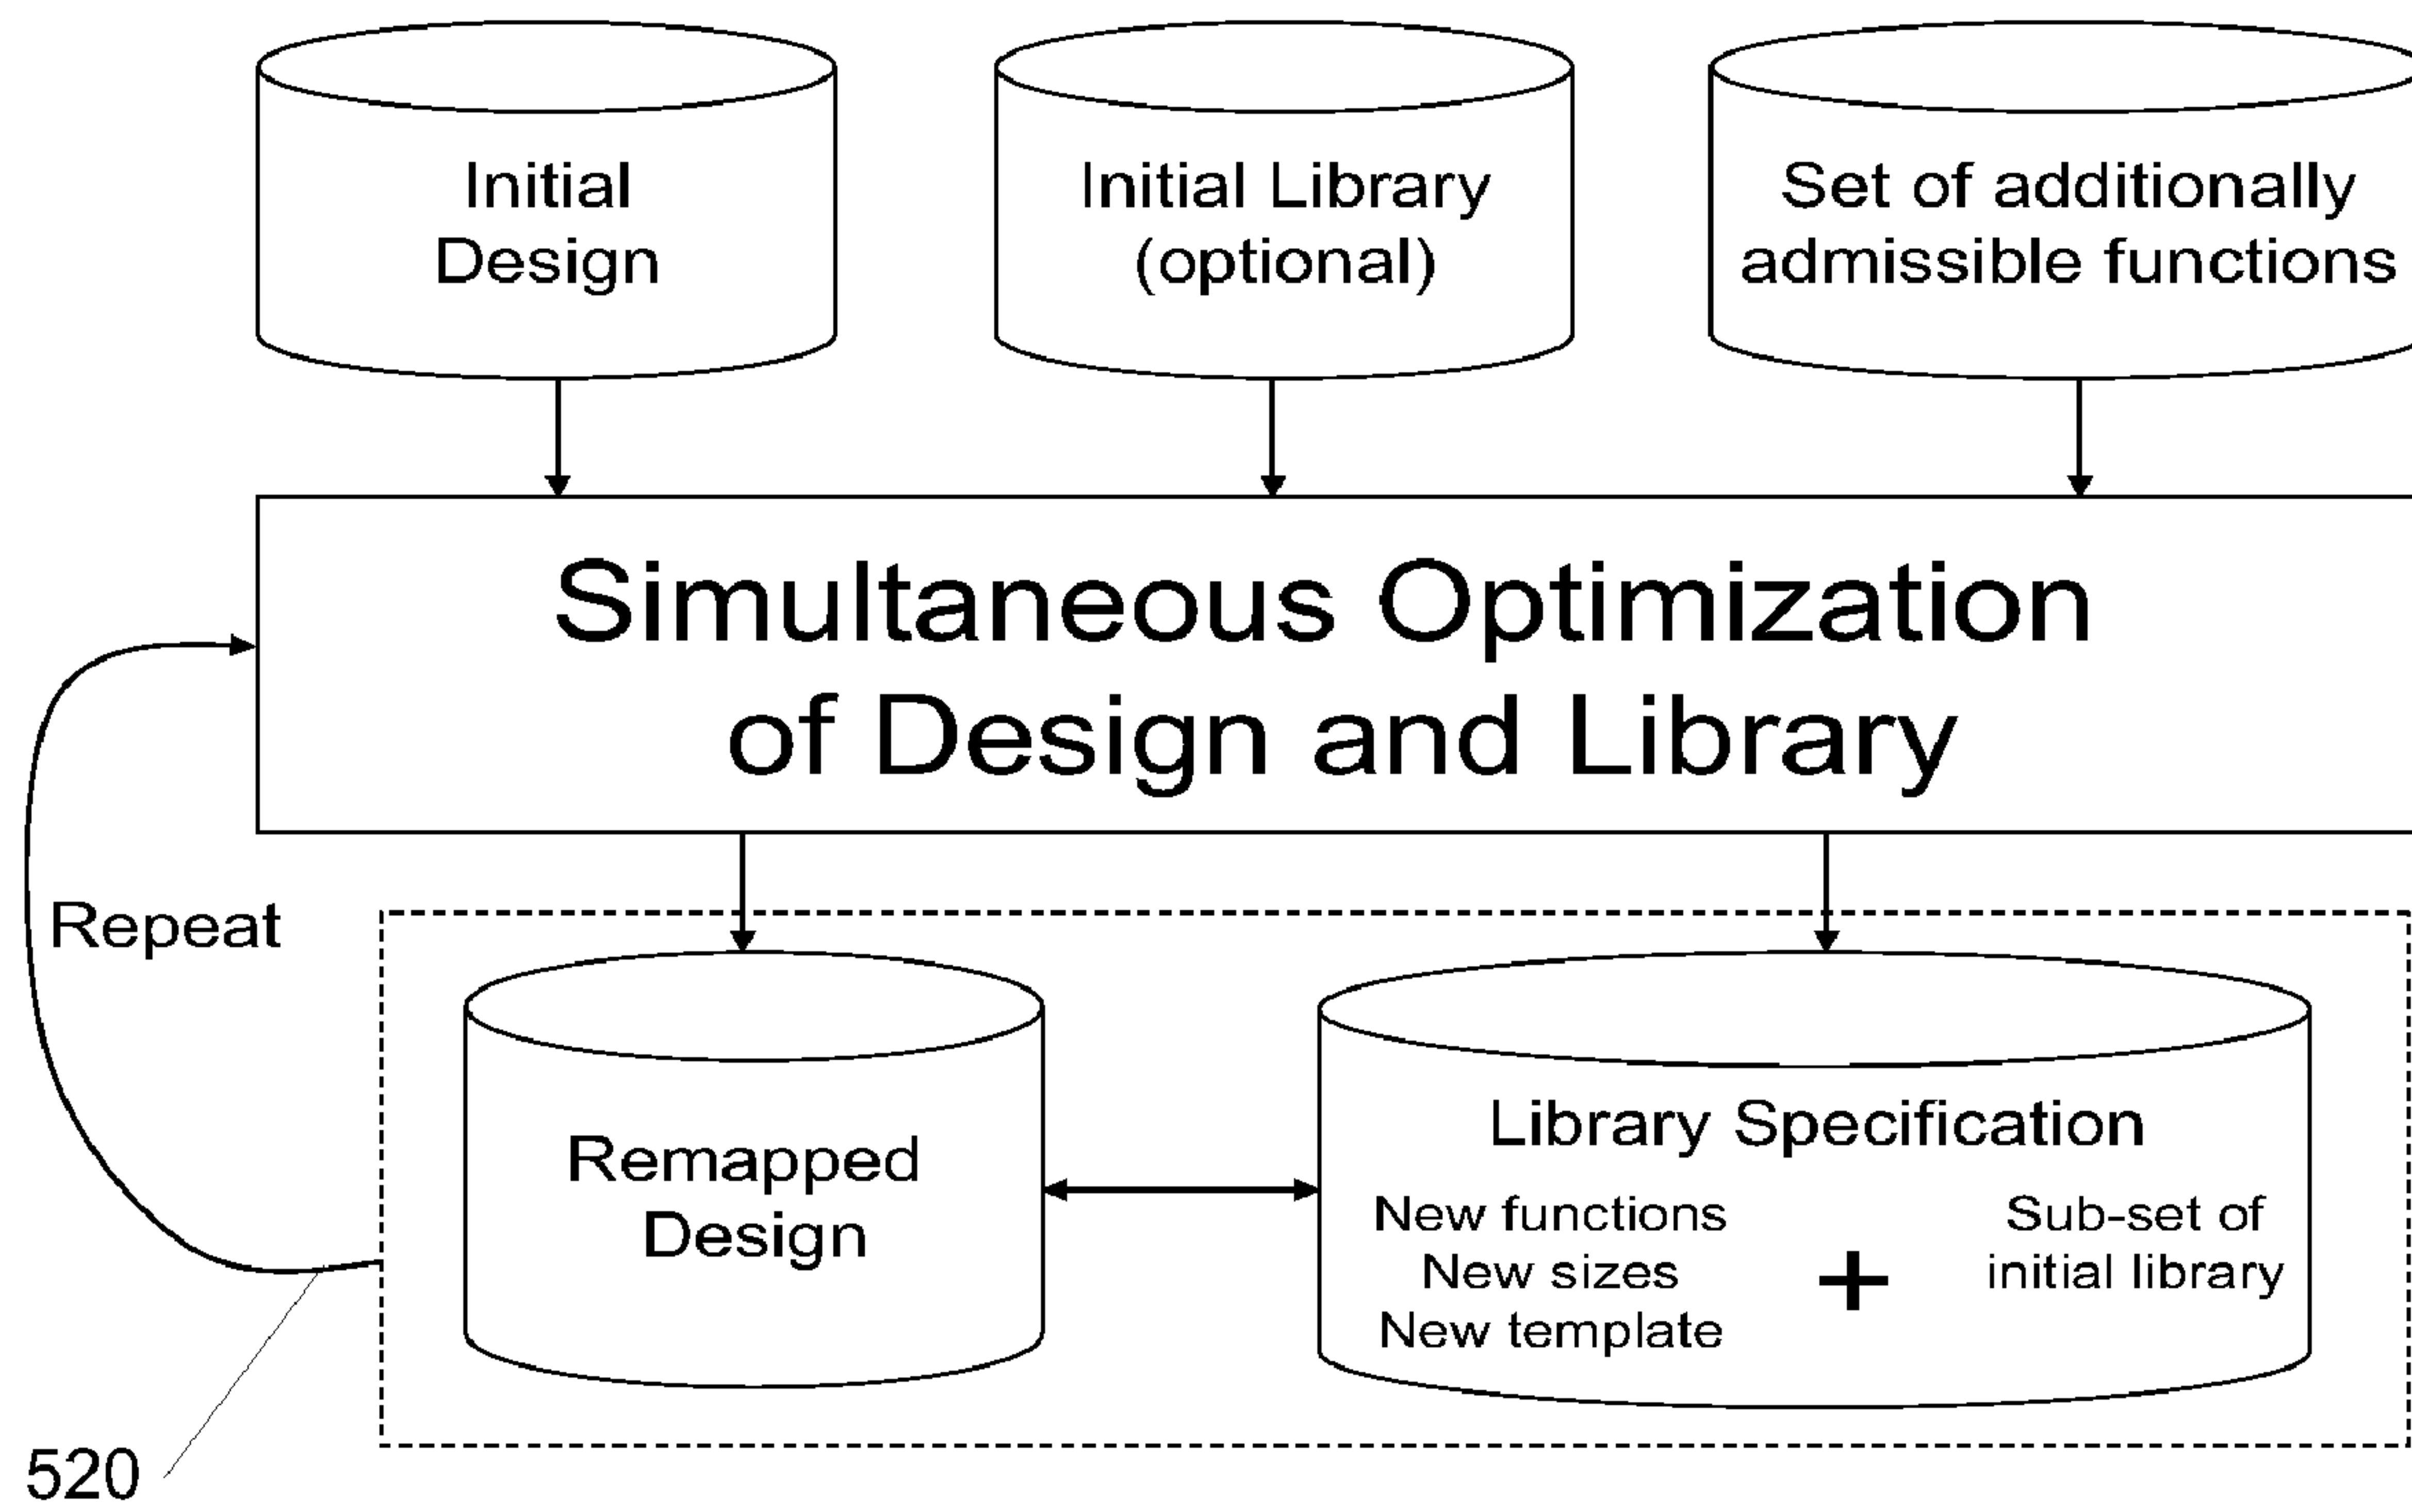 Initial
Design
Initial Library
(optional)
Set of additionally
admissible functions
Simultaneous Optimization
of Design and Library
Repeat
Remapped
Design
Library Specification
New functions
New sizes
New template
+
Sub-set of
initial library
520